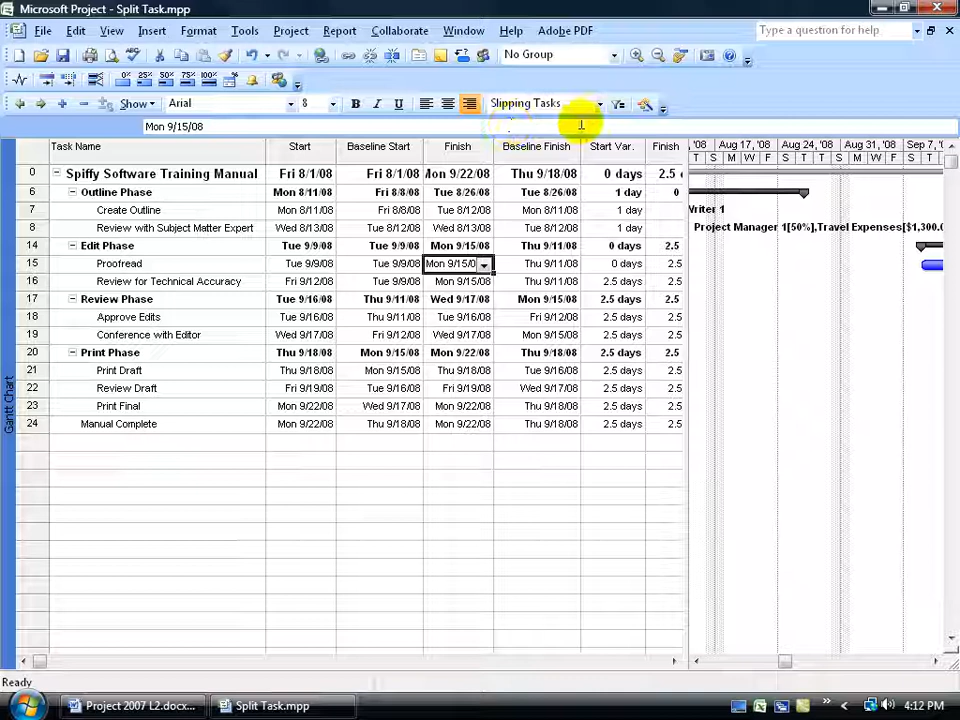 Microsoft Project - Split Task.mpp
File Edit View Insert Format Tools Project Report Collaborate Window Help Adobe PDF Type a question for help
No Group
0% 25% 50% 75% 100%
Show Arial 8 B I U Slipping Tasks
Mon 9/15/08
Task Name Start Baseline Start Finish Baseline Finish Start Var. Finish '08 Aug 17, '08 Aug 24, '08 Aug 31, '08 Sep 7, '
T S M W F S T T S M W F S T
0 Spiffy Software Training Manual Fri 8/1/08 Fri 8/1/08 Mon 9/22/08 Thu 9/18/08 0 days 2.5
6 Outline Phase Mon 8/11/08 Fri 8/8/08 Tue 8/26/08 Tue 8/26/08 1 day 0
7 Create Outline Mon 8/11/08 Fri 8/8/08 Tue 8/12/08 Mon 8/11/08 1 day Writer 1
8 Review with Subject Matter Expert Wed 8/13/08 Tue 8/12/08 Wed 8/13/08 Tue 8/12/08 1 day Project Manager 1[50%],Travel Expenses[$1,300.
14 Edit Phase Tue 9/9/08 Tue 9/9/08 Mon 9/15/08 Thu 9/11/08 0 days 2.5
15 Proofread Tue 9/9/08 Tue 9/9/08 Mon 9/15/0 Thu 9/11/08 0 days 2.5
16 Review for Technical Accuracy Fri 9/12/08 Tue 9/9/08 Mon 9/15/08 Thu 9/11/08 2.5 days 2.5
17 Review Phase Tue 9/16/08 Thu 9/11/08 Wed 9/17/08 Mon 9/15/08 2.5 days 2.5
18 Approve Edits Tue 9/16/08 Thu 9/11/08 Tue 9/16/08 Fri 9/12/08 2.5 days 2.5
19 Conference with Editor Wed 9/17/08 Fri 9/12/08 Wed 9/17/08 Mon 9/15/08 2.5 days 2.5
20 Print Phase Thu 9/18/08 Mon 9/15/08 Mon 9/22/08 Thu 9/18/08 2.5 days 2.5
21 Print Draft Thu 9/18/08 Mon 9/15/08 Thu 9/18/08 Tue 9/16/08 2.5 days 2.5
22 Review Draft Fri 9/19/08 Tue 9/16/08 Fri 9/19/08 Wed 9/17/08 2.5 days 2.5
23 Print Final Mon 9/22/08 Wed 9/17/08 Mon 9/22/08 Thu 9/18/08 2.5 days 2.5
24 Manual Complete Mon 9/22/08 Thu 9/18/08 Mon 9/22/08 Thu 9/18/08 2.5 days 2.5
Gantt Chart
Ready
Project 2007 L2.docx... Split Task.mpp 4:12 PM